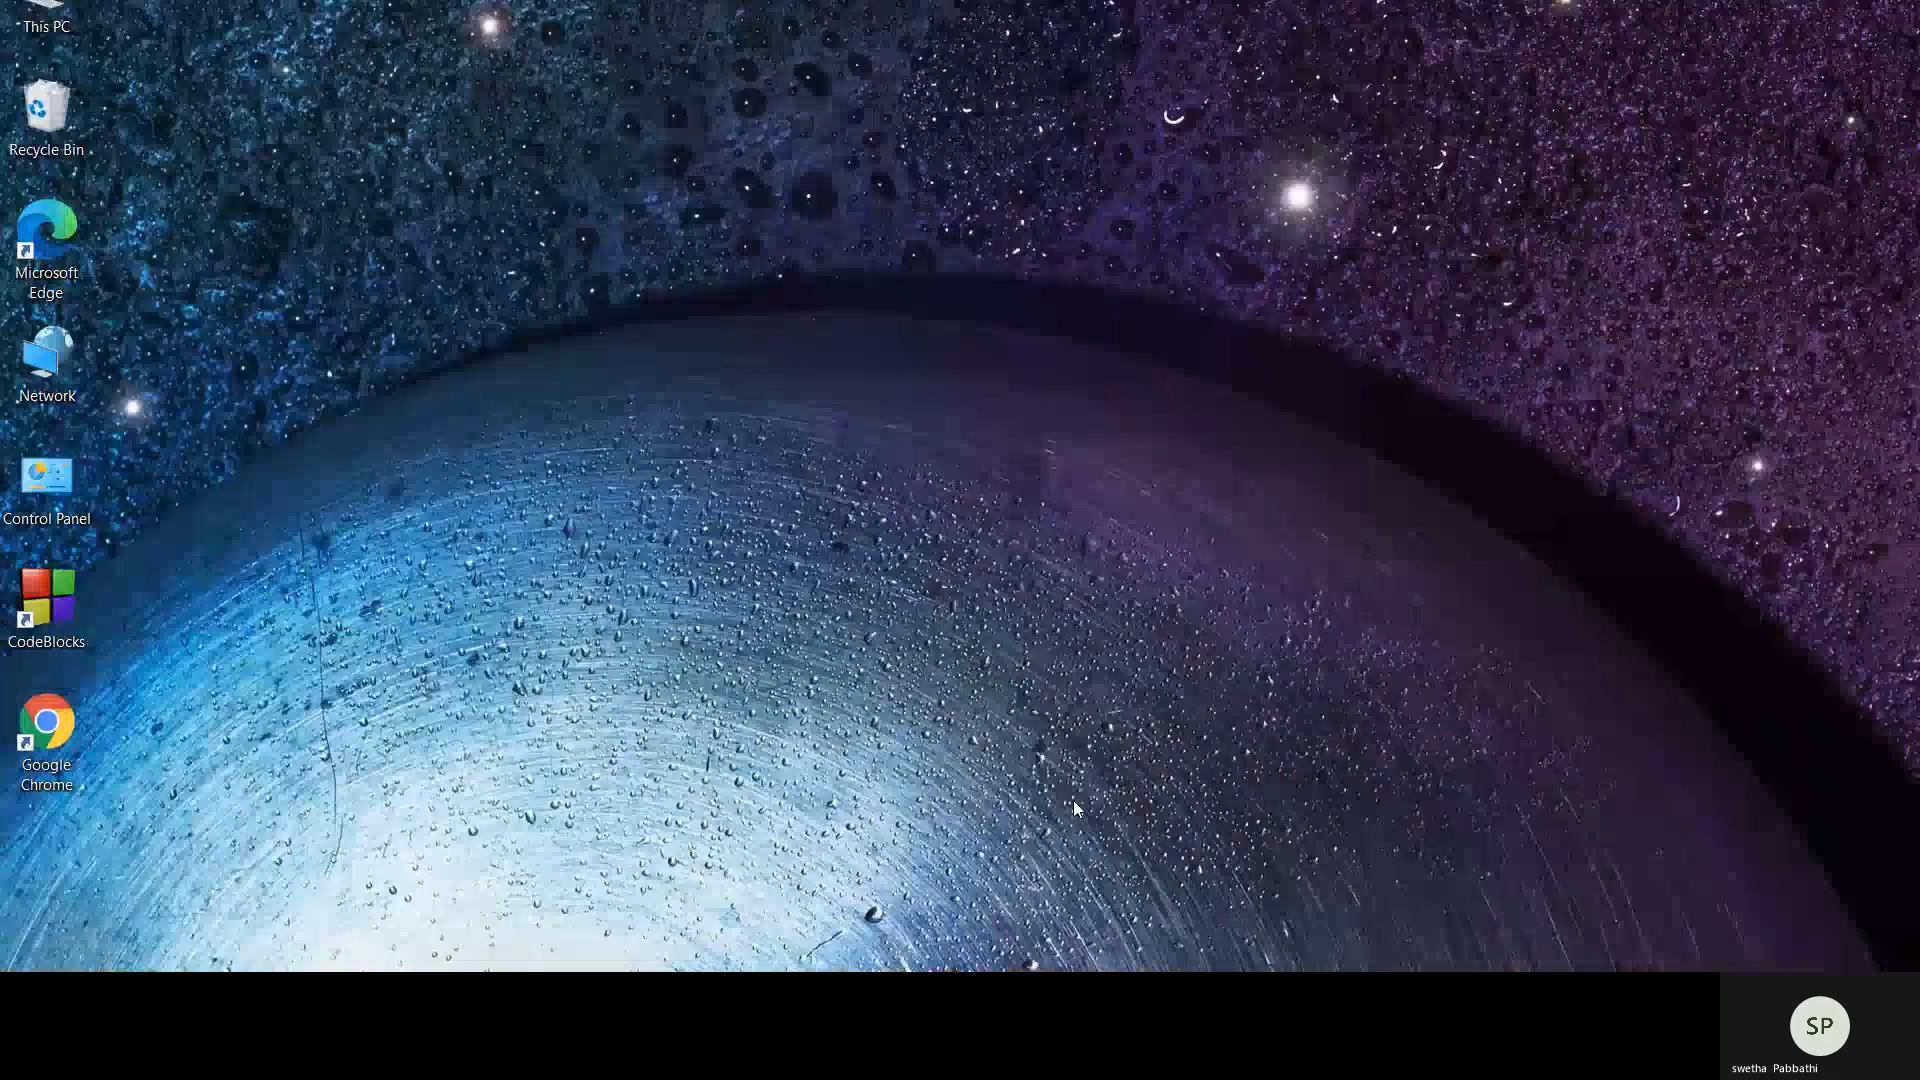 This PC
Recycle Bin
Microsoft
Edge
Network
Control Panel
CodeBlocks
Google
Chrome
SP
swetha Pabbathi